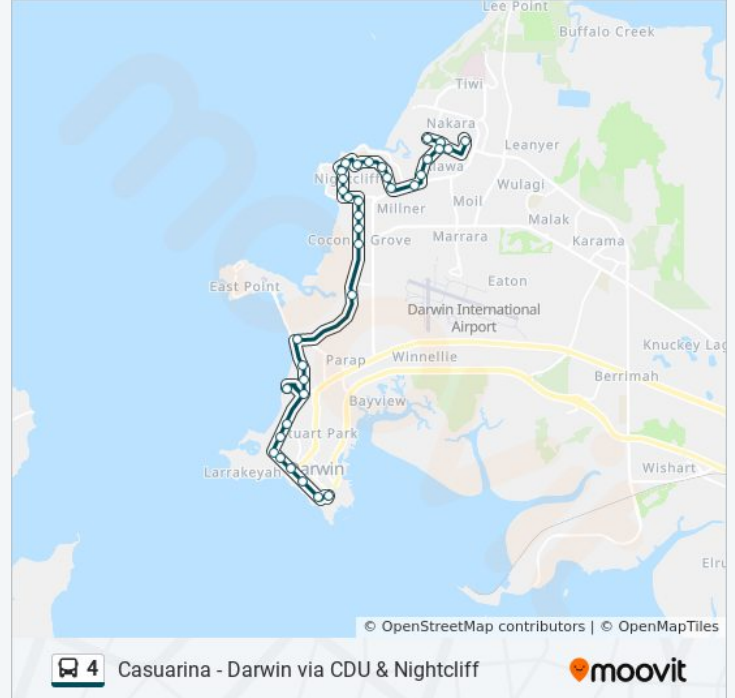 Lee Point
Buffalo Creek
Tiwi
Nakara
Leanyer
Nightcliff
Wulagi
Millner
Moil
Malak
Coconut Grove
Marrara
Karama
East Point
Eaton
Darwin International
Airport
Parap
Winnellie
Knuckey Lag
Berrimah
Bayview
Stuart Park
Larrakeyah
Darwin
Wishart
Elru
© OpenStreetMap contributors | © OpenMapTiles
4 Casuarina - Darwin via CDU & Nightcliff
moovit